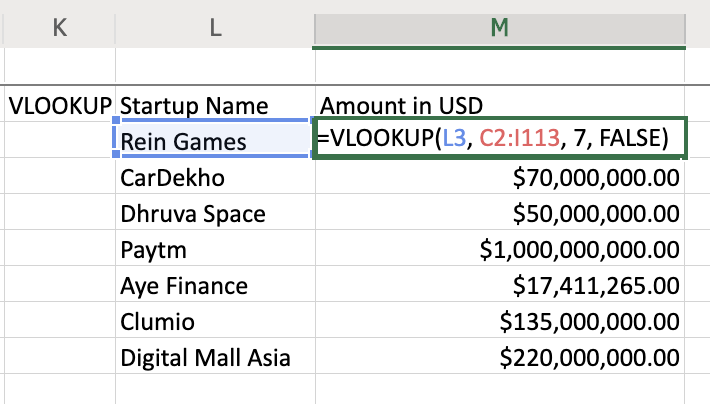 K L M
VLOOKUP Startup Name Amount in USD
Rein Games =VLOOKUP(L3, C2:I113, 7, FALSE)
CarDekho $70,000,000.00
Dhruva Space $50,000,000.00
Paytm $1,000,000,000.00
Aye Finance $17,411,265.00
Clumio $135,000,000.00
Digital Mall Asia $220,000,000.00